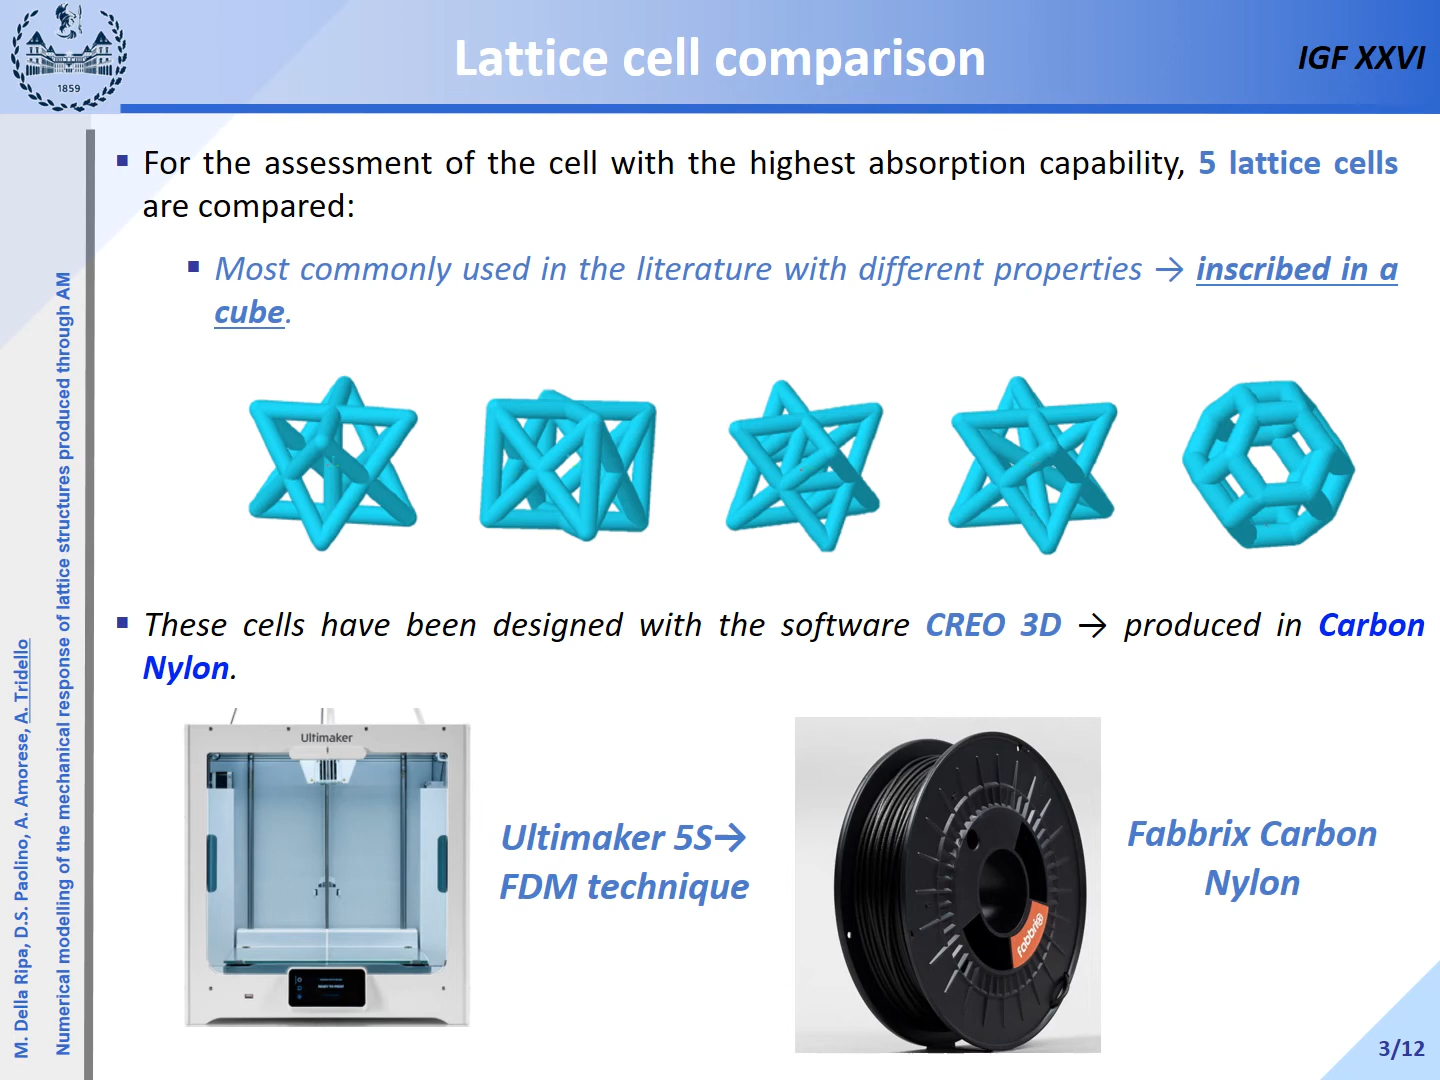 1859
Lattice cell comparison
IGF XXVI
▪ For the assessment of the cell with the highest absorption capability, 5 lattice cells
are compared:
▪ Most commonly used in the literature with different properties → inscribed in a
cube.
▪ These cells have been designed with the software CREO 3D → produced in Carbon
Nylon.
Ultimaker
Ultimaker 5S→
FDM technique
fabbrix
Fabbrix Carbon
Nylon
M. Della Ripa, D.S. Paolino, A. Amorese, A. Tridello
Numerical modelling of the mechanical response of lattice structures produced through AM
3/12